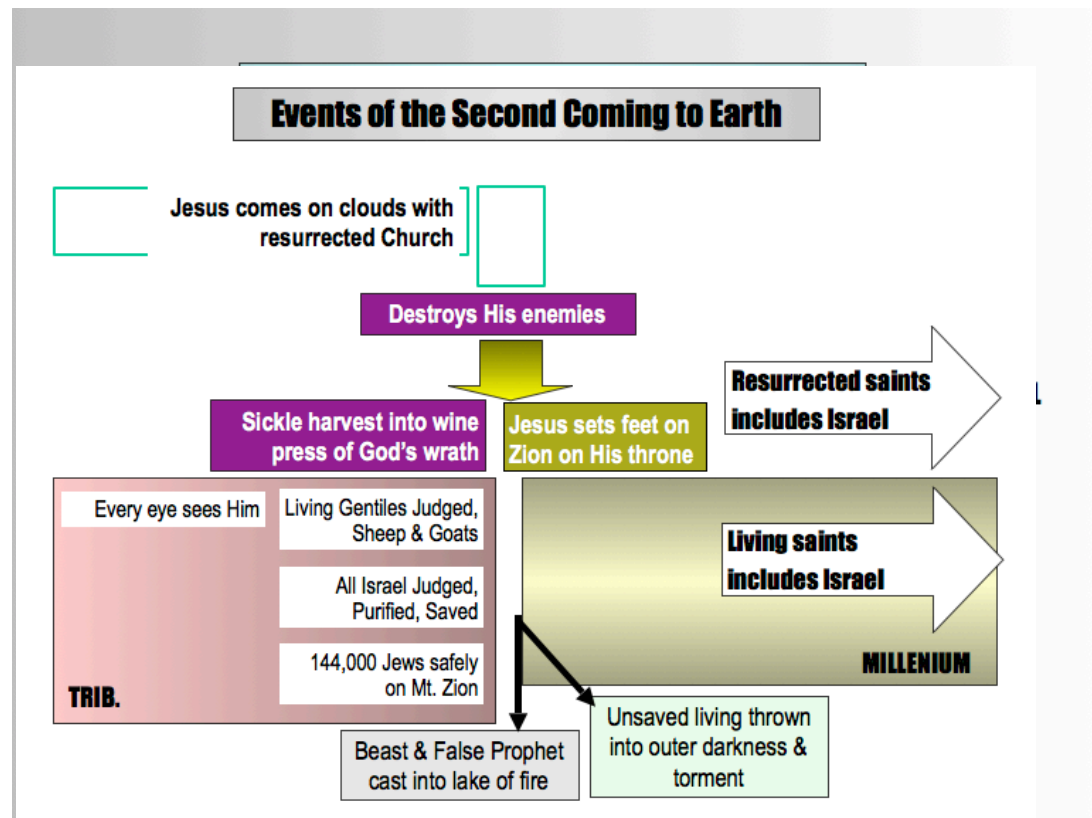 Events of the Second Coming to Earth
Jesus comes on clouds with
resurrected Church
Destroys His enemies
Resurrected saints
includes Israel
Sickle harvest into wine
press of God's wrath
Jesus sets feet on
Zion on His throne
Every eye sees Him
Living Gentiles Judged,
Sheep & Goats
All Israel Judged,
Purified, Saved
144,000 Jews safely
on Mt. Zion
TRIB.
Living saints
includes Israel
MILLENIUM
Beast & False Prophet
cast into lake of fire
Unsaved living thrown
into outer darkness &
torment